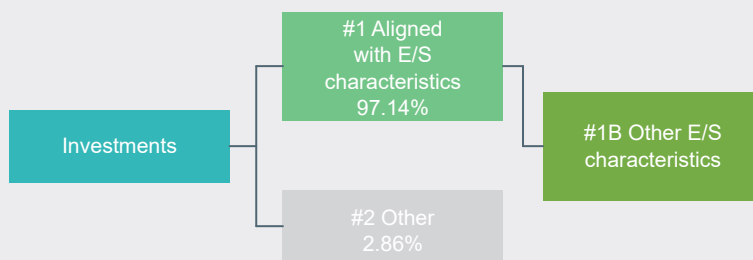 Investments
#1 Aligned
with E/S
characteristics
97.14%
#2 Other
2.86%
#1B Other E/S
characteristics